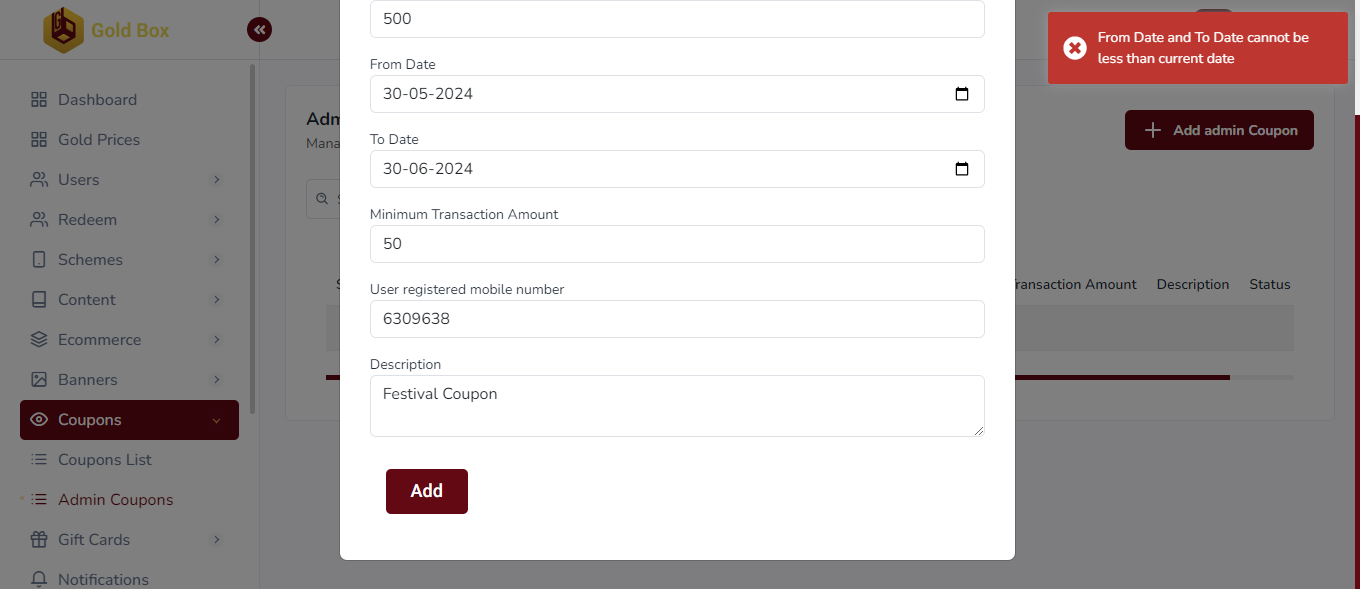 Gold Box
Dashboard
Gold Prices
Users
Redeem
Schemes
Content
Ecommerce
Banners
Coupons
Coupons List
Admin Coupons
Gift Cards
Notifications
500
From Date
30-05-2024
To Date
30-06-2024
Minimum Transaction Amount
50
User registered mobile number
6309638
Description
Festival Coupon
Add
From Date and To Date cannot be
less than current date
Add admin Coupon
Transaction Amount Description Status